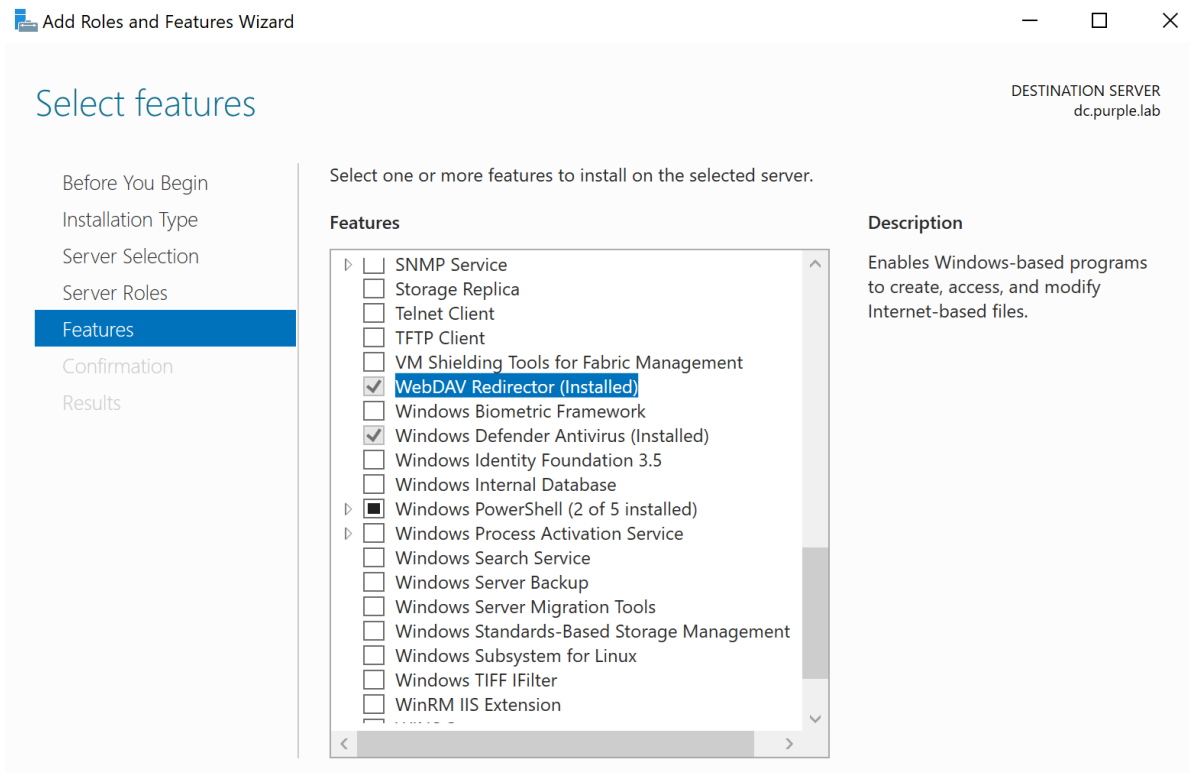 Add Roles and Features Wizard
Select features
DESTINATION SERVER
dc.purple.lab
Before You Begin
Installation Type
Server Selection
Server Roles
Features
Confirmation
Results
Select one or more features to install on the selected server.
Features
SNMP Service
Storage Replica
Telnet Client
TFTP Client
VM Shielding Tools for Fabric Management
WebDAV Redirector (Installed)
Windows Biometric Framework
Windows Defender Antivirus (Installed)
Windows Identity Foundation 3.5
Windows Internal Database
Windows PowerShell (2 of 5 installed)
Windows Process Activation Service
Windows Search Service
Windows Server Backup
Windows Server Migration Tools
Windows Standards-Based Storage Management
Windows Subsystem for Linux
Windows TIFF IFilter
WinRM IIS Extension
Description
Enables Windows-based programs
to create, access, and modify
Internet-based files.